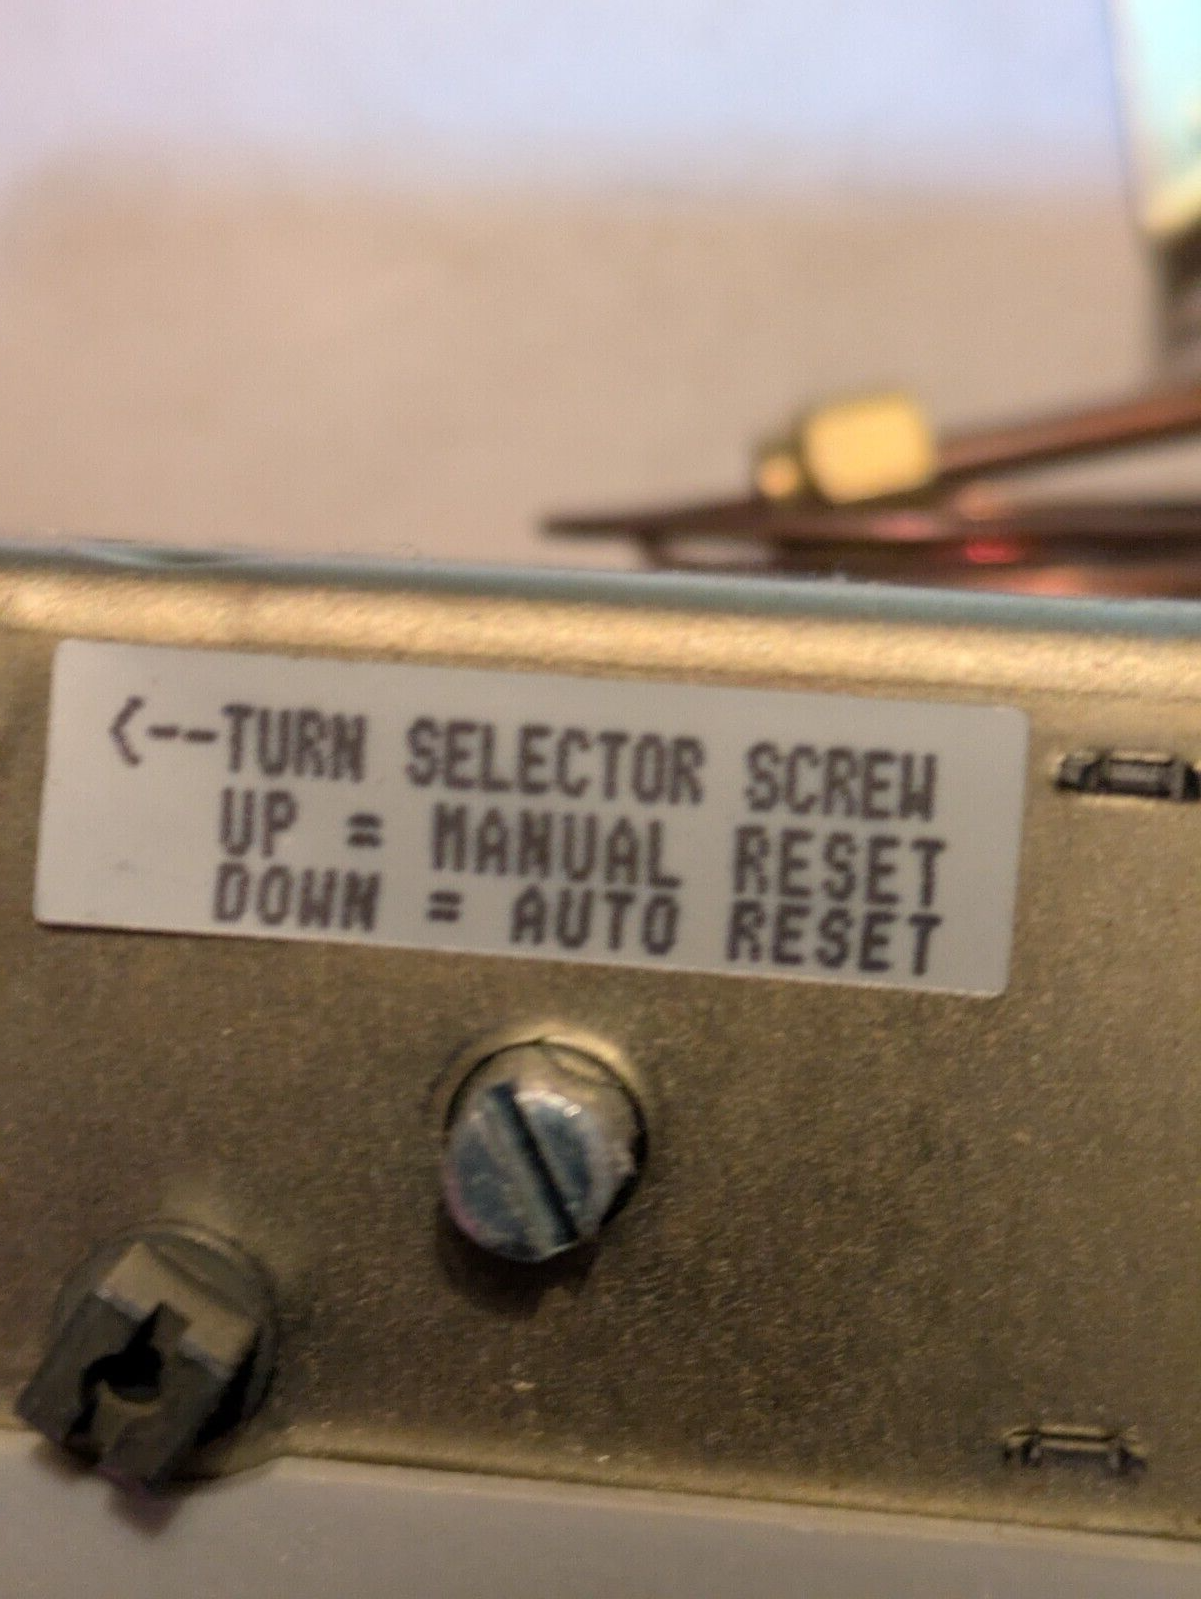 <--TURN SELECTOR SCREW
UP = MANUAL RESET
DOWN = AUTO RESET